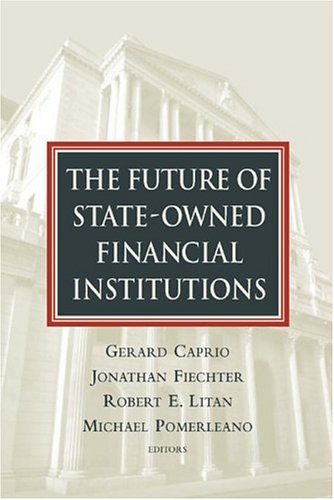 THE FUTURE OF
STATE-OWNED
FINANCIAL
INSTITUTIONS
GERARD CAPRIO
JONATHAN FIECHTER
ROBERT E. LITAN
MICHAEL POMERLEANO
EDITORS